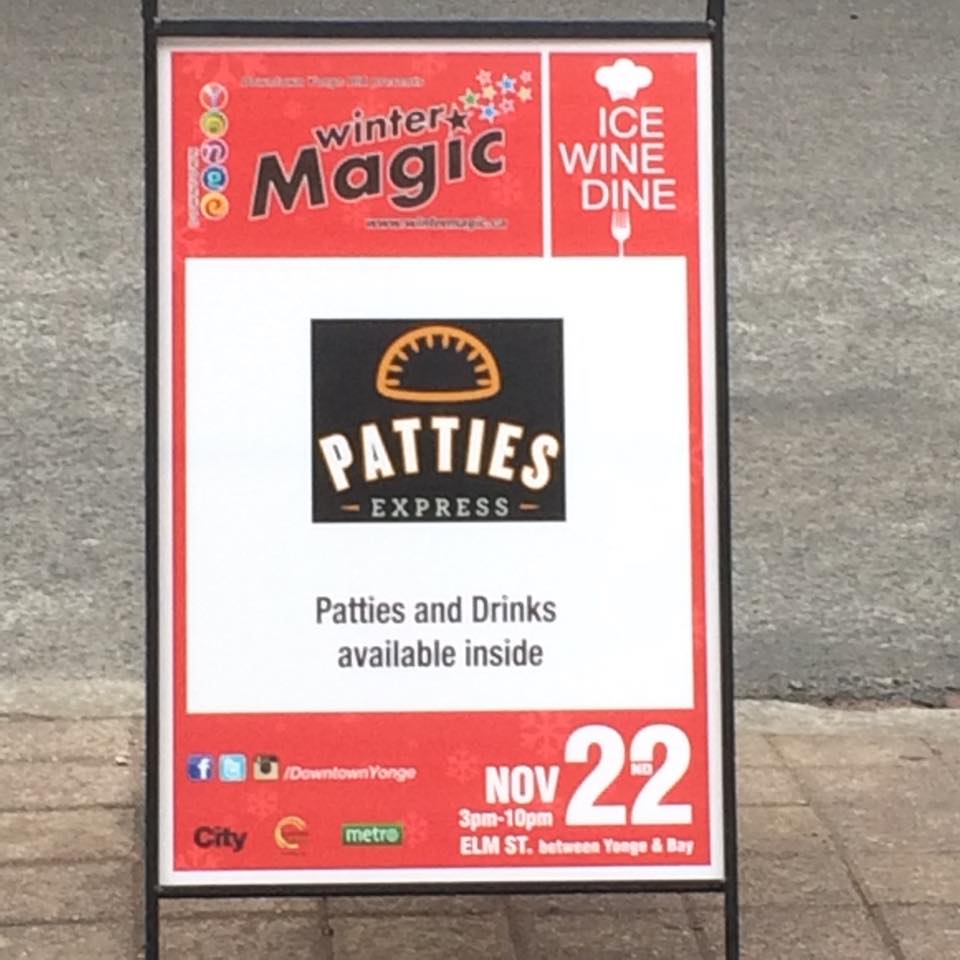 Downtown Yonge BIA presents
winter
Magic
www.wintermagic.ca
ICE
WINE
DINE
PATTIES
EXPRESS
Patties and Drinks
available inside
/DowntownYonge
NOV 22ND
3pm-10pm
ELM ST. between Yonge & Bay
City
metro